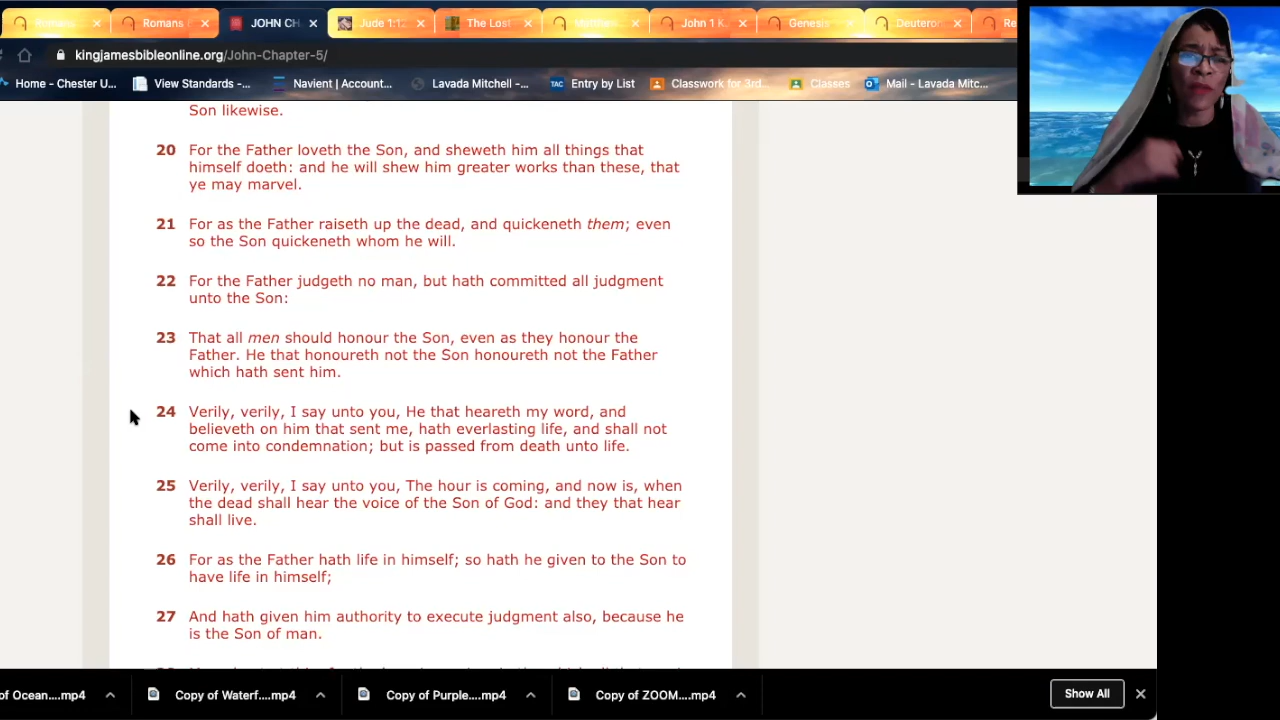 Romans
Romans
JOHN CH
Jude 1:1
The Lost
Matthew
John 1 K
Genesis
Deuteron
Re
kingjamesbibleonline.org/John-Chapter-5/
Home - Chester U...
View Standards -...
Navient | Account...
Lavada Mitchell -...
TAC Entry by List
Classwork for 3rd...
Classes
Mail - Lavada Mitc...
Son likewise.
20 For the Father loveth the Son, and sheweth him all things that
himself doeth: and he will shew him greater works than these, that
ye may marvel.
21 For as the Father raiseth up the dead, and quickeneth them; even
so the Son quickeneth whom he will.
22 For the Father judgeth no man, but hath committed all judgment
unto the Son:
23 That all men should honour the Son, even as they honour the
Father. He that honoureth not the Son honoureth not the Father
which hath sent him.
24 Verily, verily, I say unto you, He that heareth my word, and
believeth on him that sent me, hath everlasting life, and shall not
come into condemnation; but is passed from death unto life.
25 Verily, verily, I say unto you, The hour is coming, and now is, when
the dead shall hear the voice of the Son of God: and they that hear
shall live.
26 For as the Father hath life in himself; so hath he given to the Son to
have life in himself;
27 And hath given him authority to execute judgment also, because he
is the Son of man.
of Ocean....mp4
Copy of Waterf....mp4
Copy of Purple....mp4
Copy of ZOOM....mp4
Show All